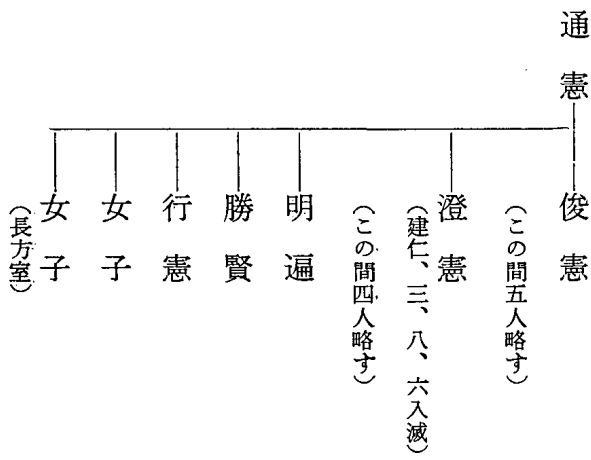 通憲
俊憲
（この間五人略す）
澄憲
（建仁、三、八、六入滅）
（この間四人略す）
明遍
勝賢
行憲
女子
女子
（長方室）